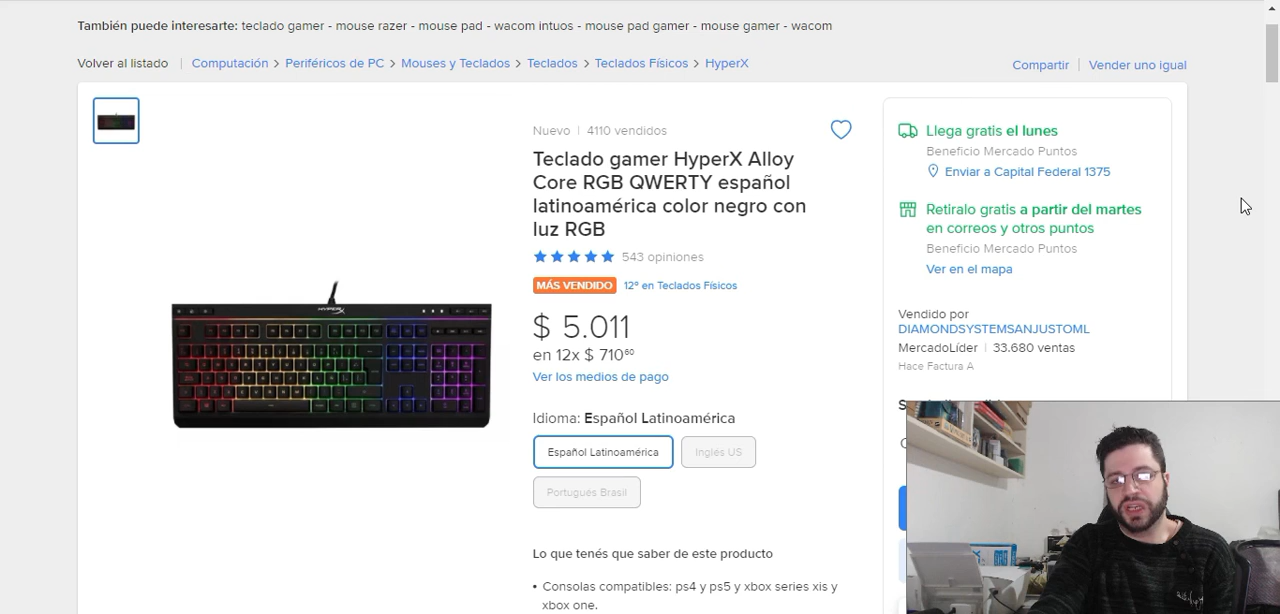 También puede interesarte: teclado gamer - mouse razer - mouse pad - wacom intuos - mouse pad gamer - mouse gamer - wacom
Volver al listado | Computación > Periféricos de PC > Mouses y Teclados > Teclados > Teclados Físicos > HyperX
Compartir | Vender uno igual
Nuevo | 4110 vendidos
Teclado gamer HyperX Alloy
Core RGB QWERTY español
latinoamérica color negro con
luz RGB
543 opiniones
MÁS VENDIDO 12º en Teclados Físicos
$ 5.011
en 12x $ 710⁶⁰
Ver los medios de pago
Idioma: Español Latinoamérica
Español Latinoamérica
Inglés US
Portugués Brasil
Lo que tenés que saber de este producto
• Consolas compatibles: ps4 y ps5 y xbox series x|s y
xbox one.
HYPERX
Llega gratis el lunes
Beneficio Mercado Puntos
Enviar a Capital Federal 1375
Retiralo gratis a partir del martes
en correos y otros puntos
Beneficio Mercado Puntos
Ver en el mapa
Vendido por
DIAMONDSYSTEMSANJUSTOML
MercadoLíder | 33.680 ventas
Hace Factura A